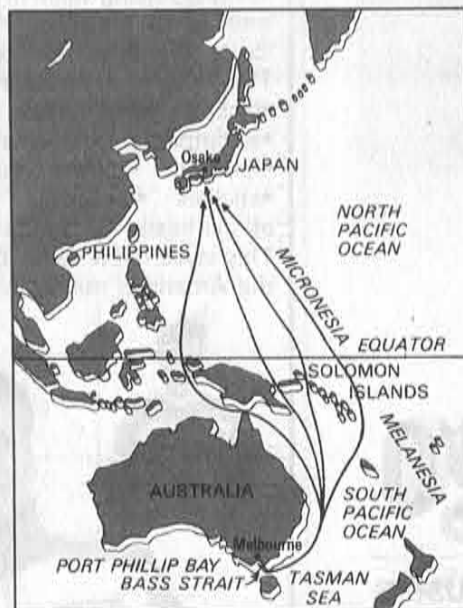 Osaka
JAPAN
NORTH
PACIFIC
OCEAN
PHILIPPINES
MICRONESIA
EQUATOR
SOLOMON
ISLANDS
MELANESIA
AUSTRALIA
SOUTH
PACIFIC
OCEAN
Melbourne
PORT PHILLIP BAY
BASS STRAIT
TASMAN
SEA